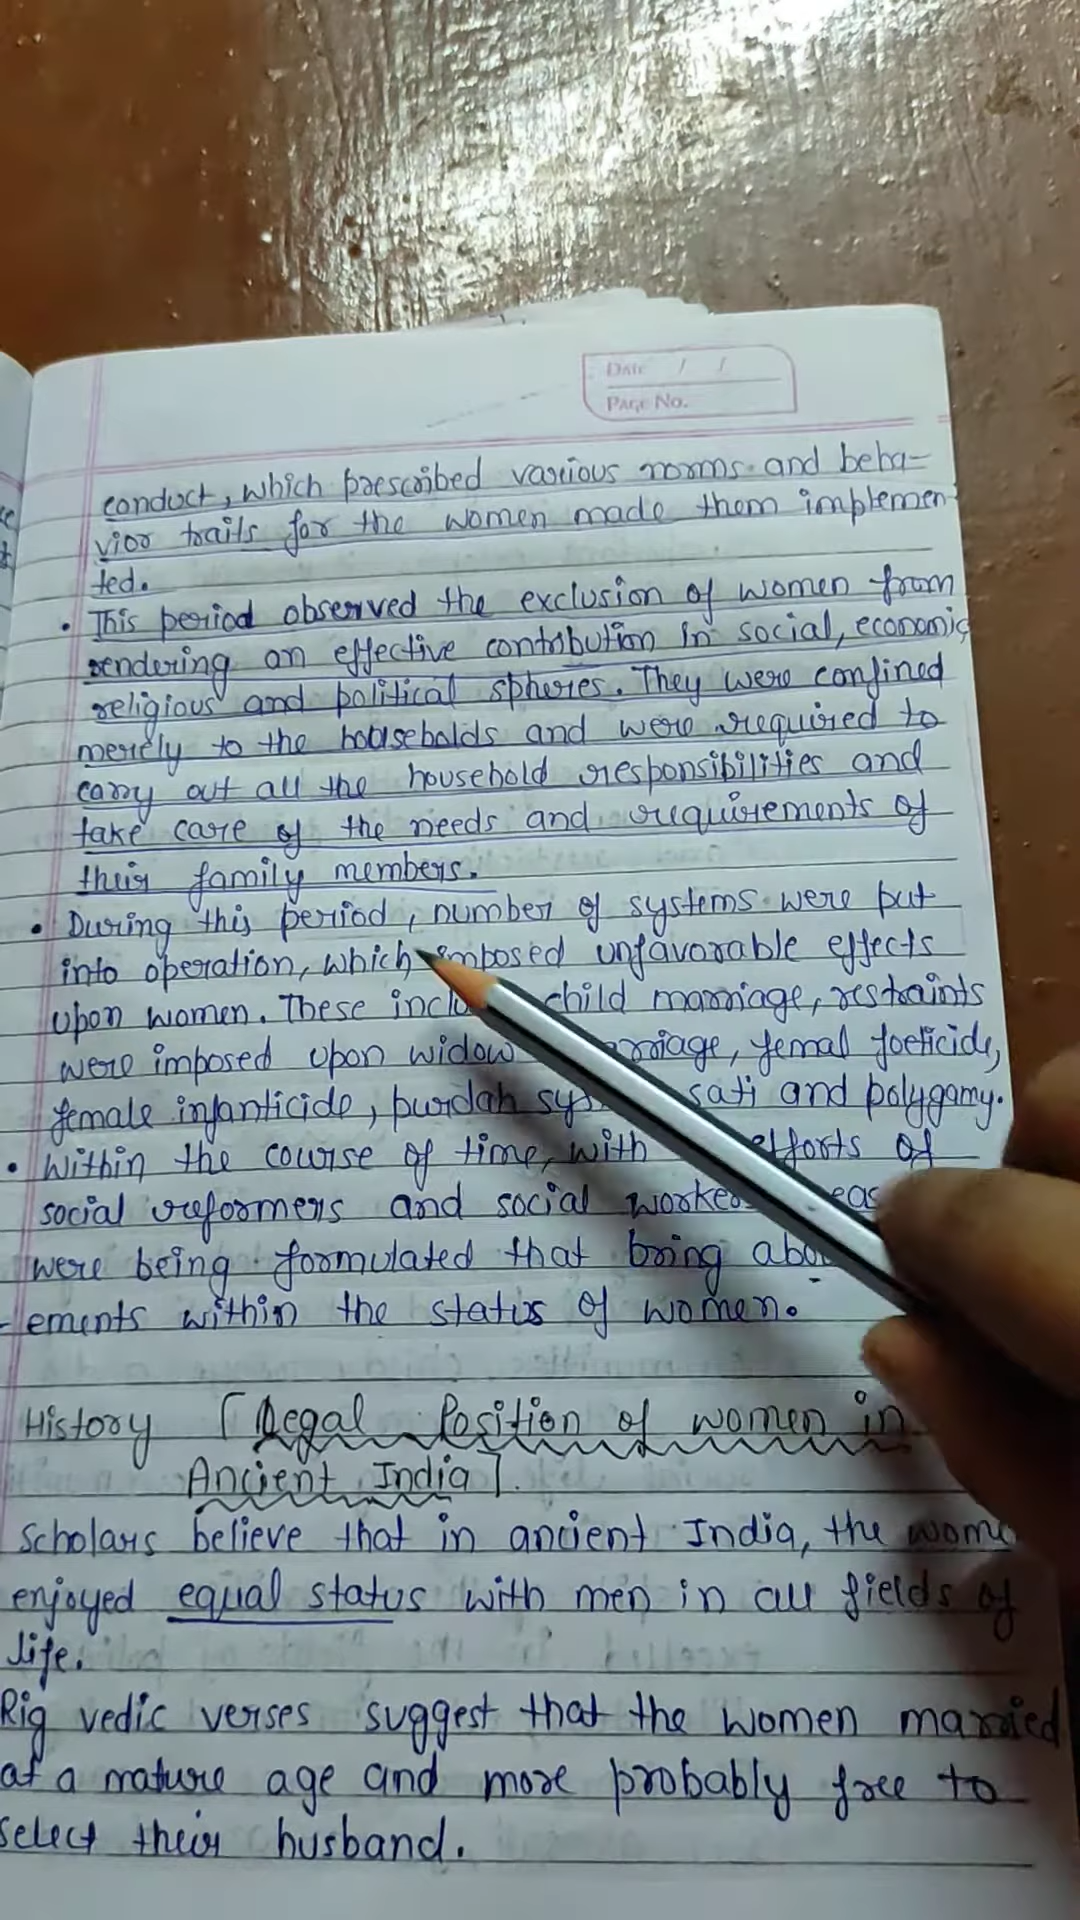 DATE / /
PAGE No.
conduct, which prescribed various norms and beha-
vior traits for the women made them implemen-
ted.
• This period observed the exclusion of women from
rendering an effective contribution in social, economic,
religious and political spheres. They were confined
merely to the households and were required to
carry out all the household responsibilities and
take care of the needs and requirements of
their family members.
• During this period, number of systems were put
into operation, which imposed unfavorable effects
upon women. These child marriage, restraints
were imposed upon widow femal foeticide,
female infanticide, purdah sati and polygamy.
• Within the course of time, with efforts of
social reformers and social
were being formulated that bring
-ements within the status of women.
History [Legal Position of women in
Ancient India].
Scholars believe that in ancient India, the
enjoyed equal status with men in all fields of
life.
Rig vedic verses suggest that the women married
at a mature age and more probably free to
select their husband.